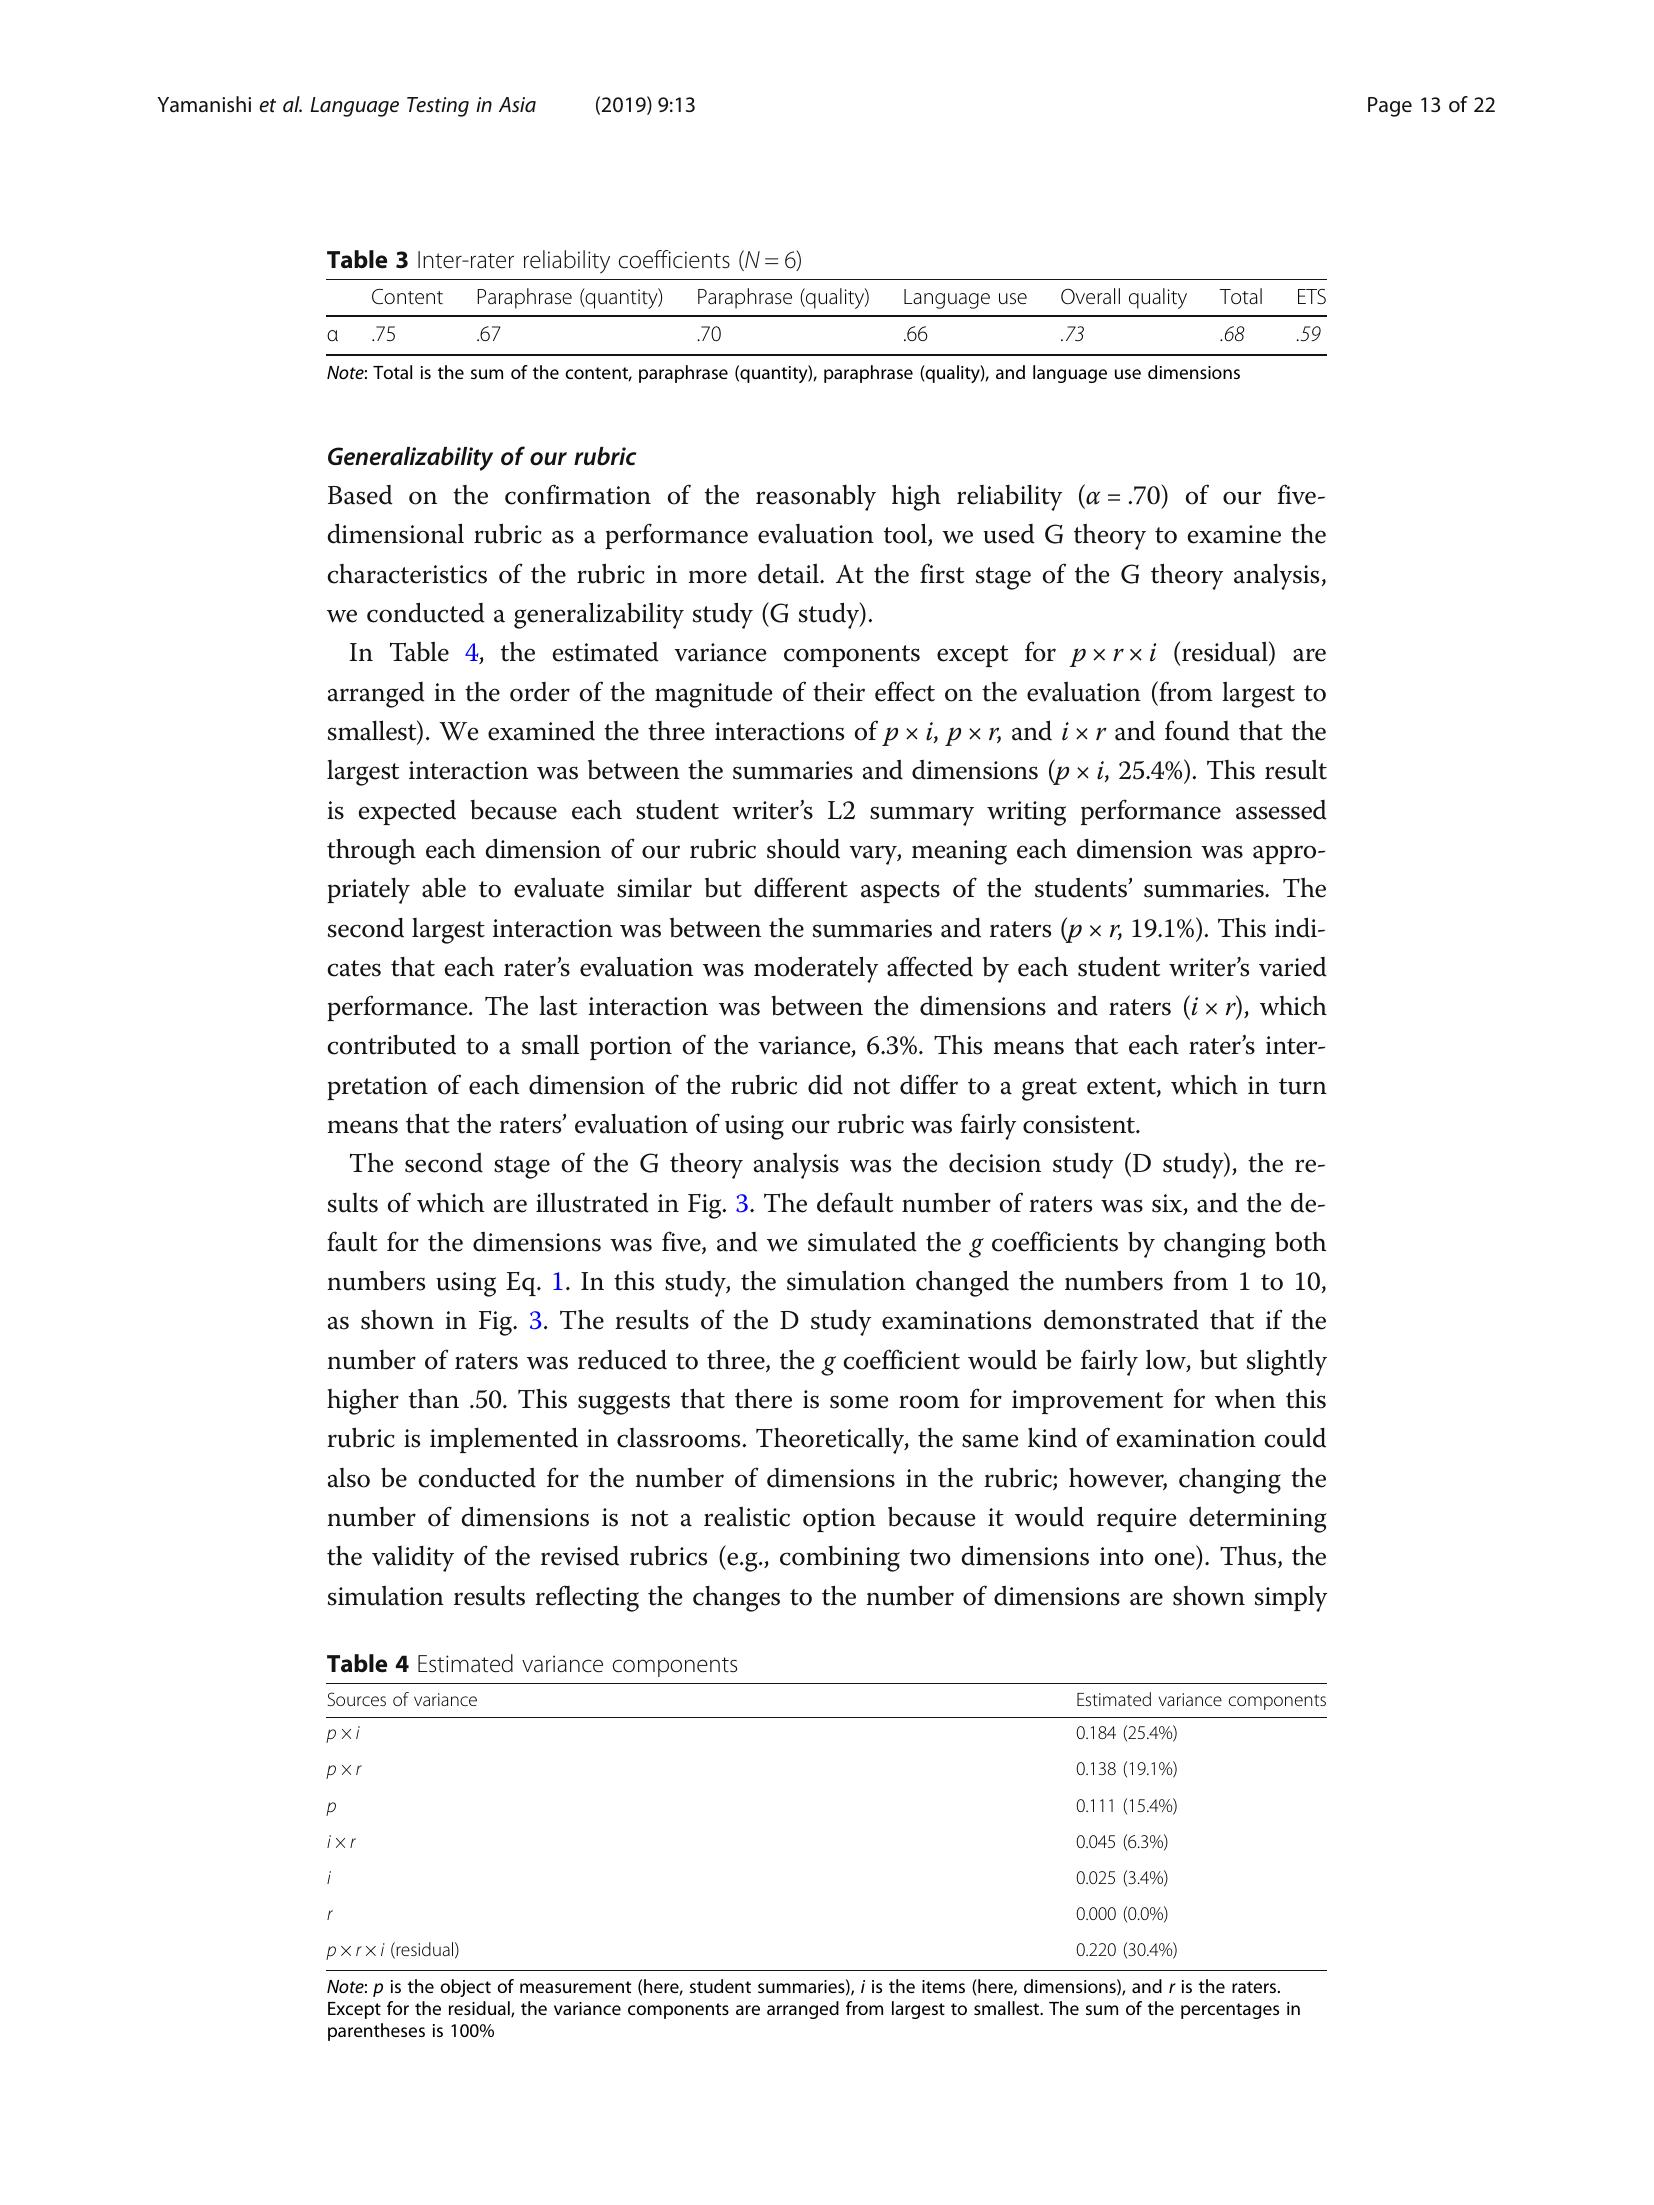 Yamanishi et al. Language Testing in Asia (2019) 9:13 Page 13 of 22
Table 3 Inter-rater reliability coefficients (N = 6)
Content Paraphrase (quantity) Paraphrase (quality) Language use Overall quality Total ETS
α .75 .67 .70 .66 .73 .68 .59
Note: Total is the sum of the content, paraphrase (quantity), paraphrase (quality), and language use dimensions
Generalizability of our rubric
Based on the confirmation of the reasonably high reliability (α = .70) of our five-
dimensional rubric as a performance evaluation tool, we used G theory to examine the
characteristics of the rubric in more detail. At the first stage of the G theory analysis,
we conducted a generalizability study (G study).
In Table 4, the estimated variance components except for p × r × i (residual) are
arranged in the order of the magnitude of their effect on the evaluation (from largest to
smallest). We examined the three interactions of p × i, p × r, and i × r and found that the
largest interaction was between the summaries and dimensions (p × i, 25.4%). This result
is expected because each student writer's L2 summary writing performance assessed
through each dimension of our rubric should vary, meaning each dimension was appro-
priately able to evaluate similar but different aspects of the students' summaries. The
second largest interaction was between the summaries and raters (p × r, 19.1%). This indi-
cates that each rater's evaluation was moderately affected by each student writer's varied
performance. The last interaction was between the dimensions and raters (i × r), which
contributed to a small portion of the variance, 6.3%. This means that each rater's inter-
pretation of each dimension of the rubric did not differ to a great extent, which in turn
means that the raters' evaluation of using our rubric was fairly consistent.
The second stage of the G theory analysis was the decision study (D study), the re-
sults of which are illustrated in Fig. 3. The default number of raters was six, and the de-
fault for the dimensions was five, and we simulated the g coefficients by changing both
numbers using Eq. 1. In this study, the simulation changed the numbers from 1 to 10,
as shown in Fig. 3. The results of the D study examinations demonstrated that if the
number of raters was reduced to three, the g coefficient would be fairly low, but slightly
higher than .50. This suggests that there is some room for improvement for when this
rubric is implemented in classrooms. Theoretically, the same kind of examination could
also be conducted for the number of dimensions in the rubric; however, changing the
number of dimensions is not a realistic option because it would require determining
the validity of the revised rubrics (e.g., combining two dimensions into one). Thus, the
simulation results reflecting the changes to the number of dimensions are shown simply
Table 4 Estimated variance components
Sources of variance Estimated variance components
p × i 0.184 (25.4%)
p × r 0.138 (19.1%)
p 0.111 (15.4%)
i × r 0.045 (6.3%)
i 0.025 (3.4%)
r 0.000 (0.0%)
p × r × i (residual) 0.220 (30.4%)
Note: p is the object of measurement (here, student summaries), i is the items (here, dimensions), and r is the raters.
Except for the residual, the variance components are arranged from largest to smallest. The sum of the percentages in
parentheses is 100%